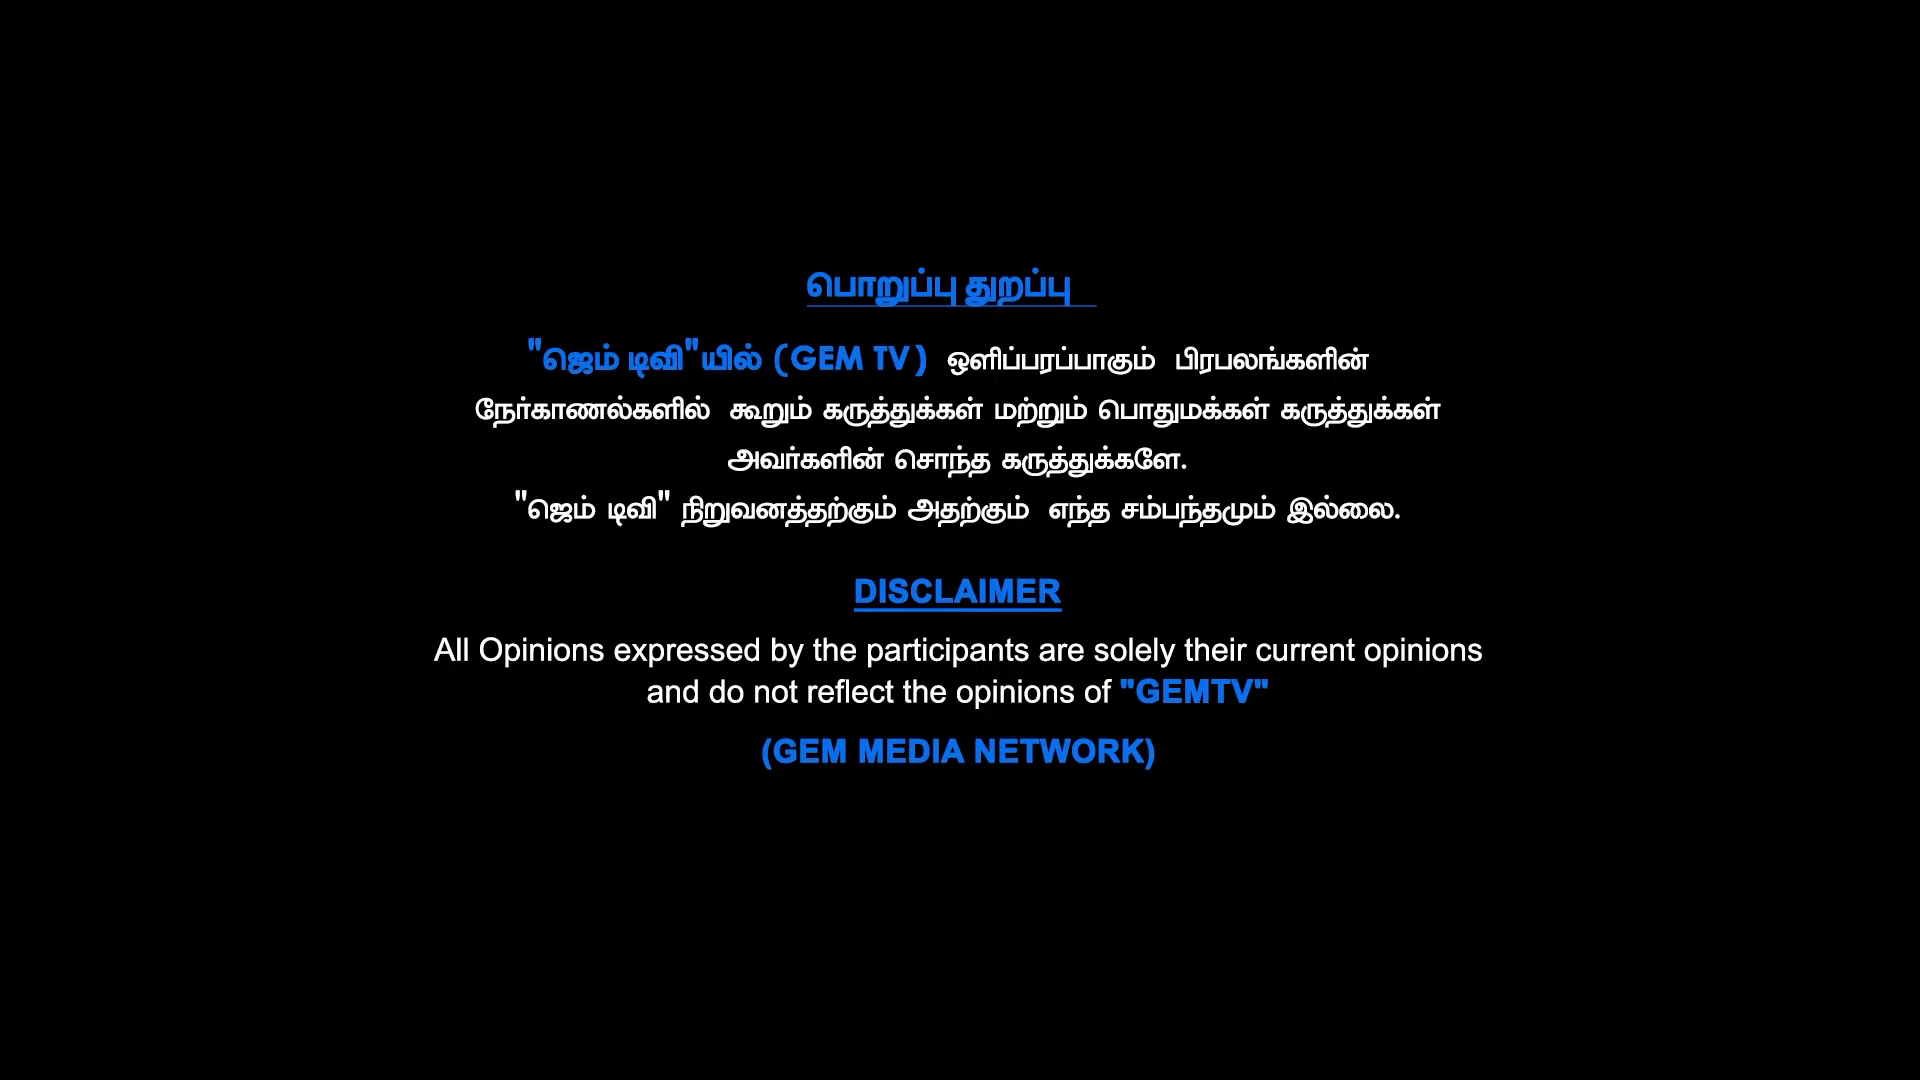 பொறுப்பு துறப்பு
"ஜெம் டிவி"யில் (GEM TV) ஒளிப்பரப்பாகும் பிரபலங்களின்
நேர்காணல்களில் கூறும் கருத்துக்கள் மற்றும் பொதுமக்கள் கருத்துக்கள்
அவர்களின் சொந்த கருத்துக்களே.
"ஜெம் டிவி" நிறுவனத்தற்கும் அதற்கும் எந்த சம்பந்தமும் இல்லை.
DISCLAIMER
All Opinions expressed by the participants are solely their current opinions
and do not reflect the opinions of "GEMTV"
(GEM MEDIA NETWORK)